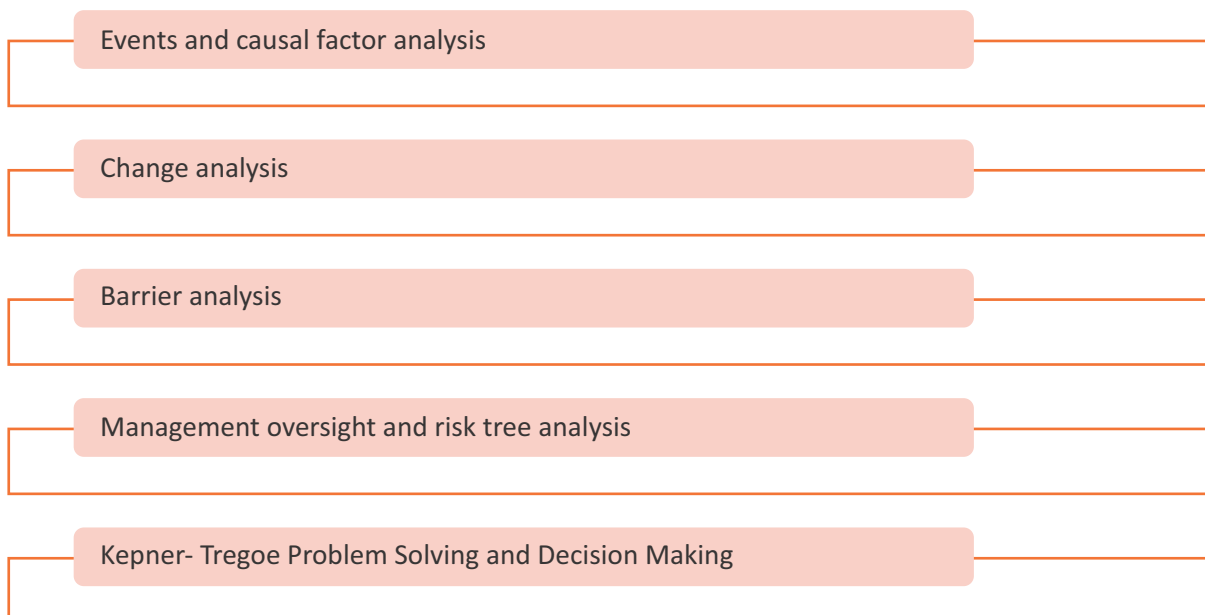 Events and causal factor analysis
Change analysis
Barrier analysis
Management oversight and risk tree analysis
Kepner- Tregoe Problem Solving and Decision Making